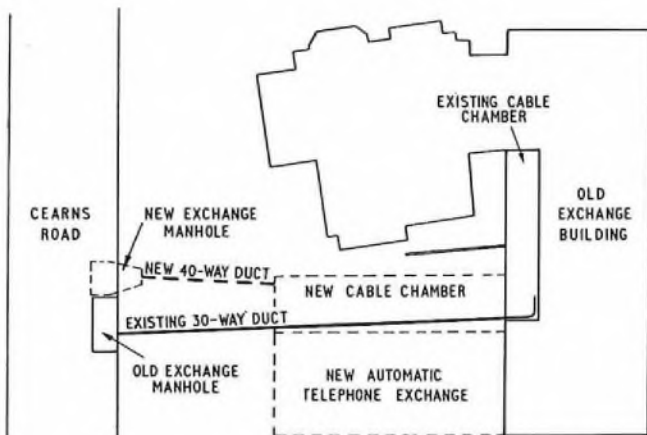 EXISTING CABLE
CHAMBER
OLD
EXCHANGE
BUILDING
CEARNS
ROAD
NEW EXCHANGE
MANHOLE
NEW 40-WAY DUCT
NEW CABLE CHAMBER
EXISTING 30-WAY DUCT
OLD EXCHANGE
MANHOLE
NEW AUTOMATIC
TELEPHONE EXCHANGE